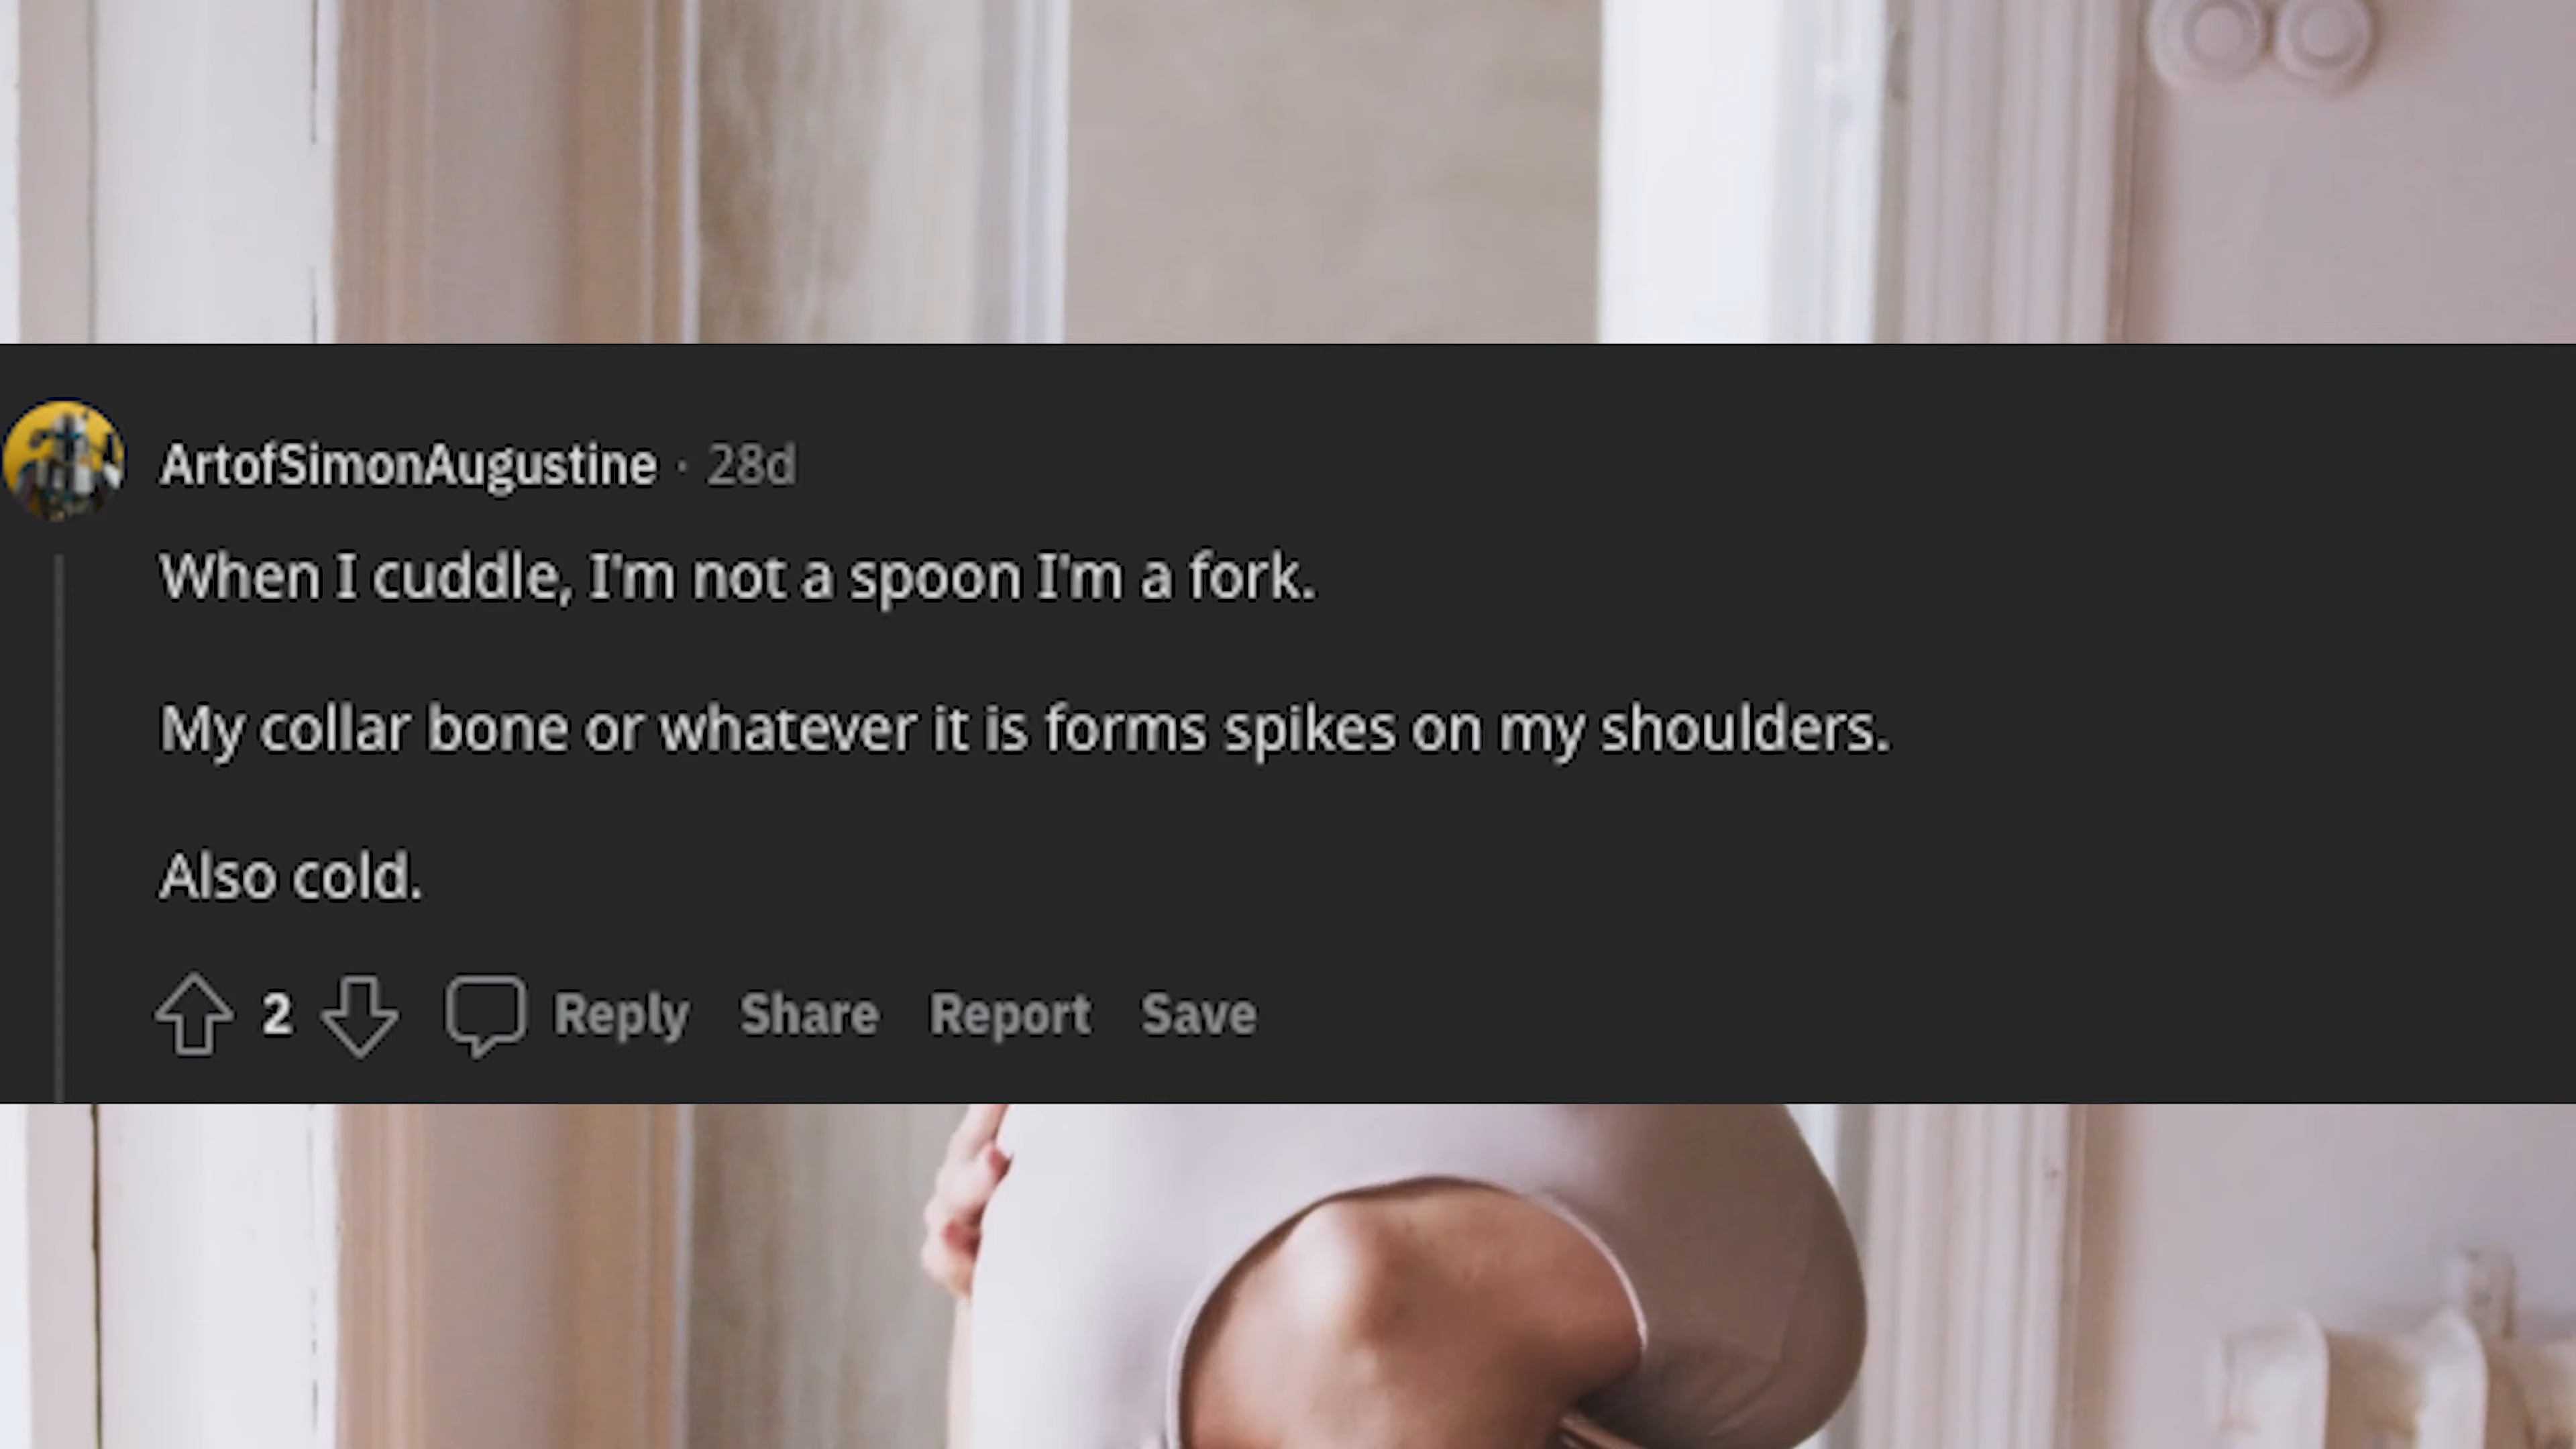 ArtofSimonAugustine · 28d
When I cuddle, I'm not a spoon I'm a fork.
My collar bone or whatever it is forms spikes on my shoulders.
Also cold.
2 Reply Share Report Save